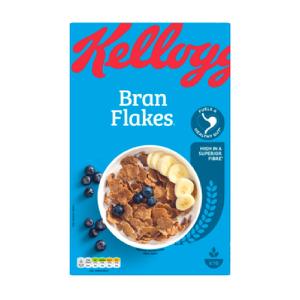 Kellogg
Bran
Flakes
FUELS A
HEALTHY GUT*
HIGH IN A
SUPERIOR
FIBRE*